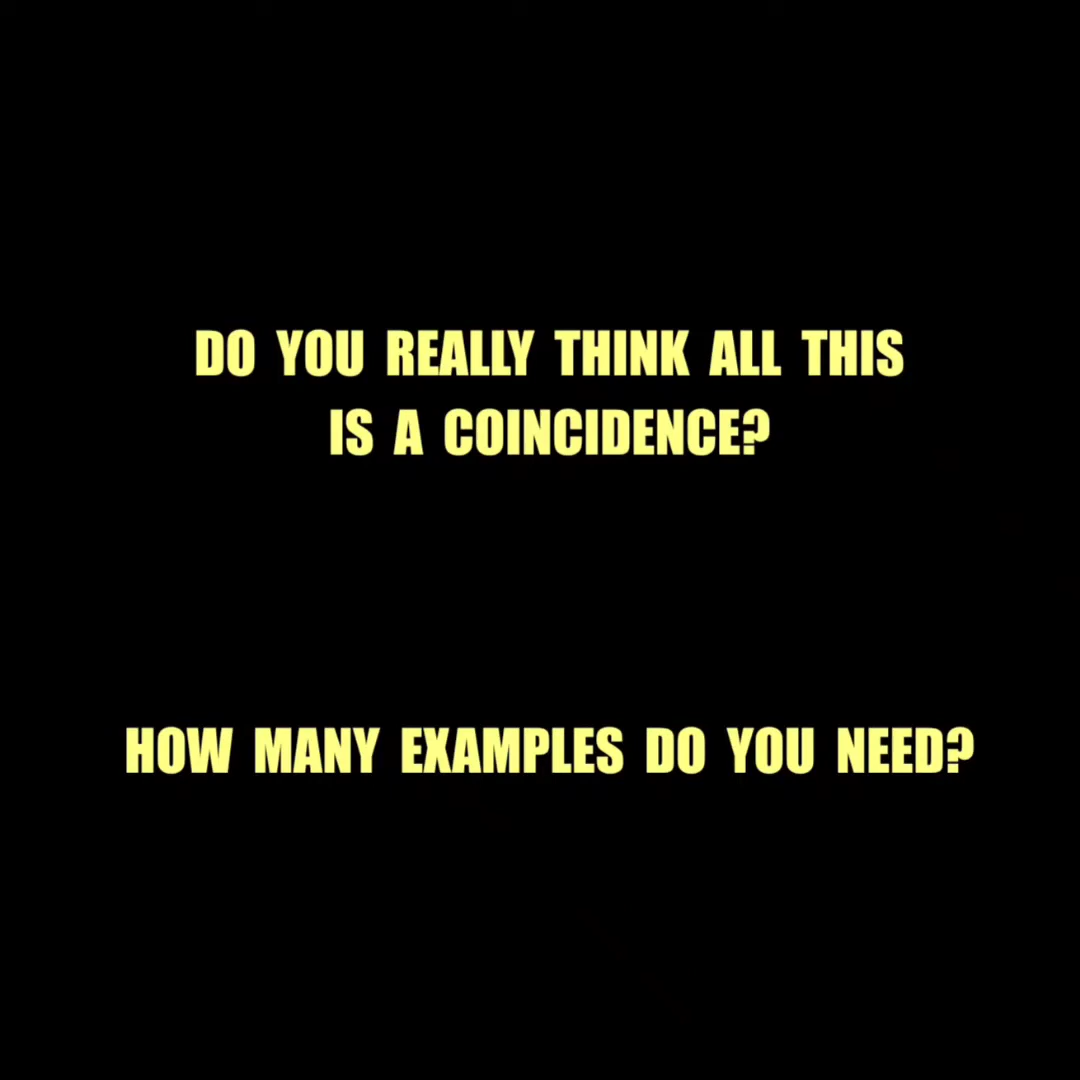 DO YOU REALLY THINK ALL THIS
IS A COINCIDENCE?
HOW MANY EXAMPLES DO YOU NEED?